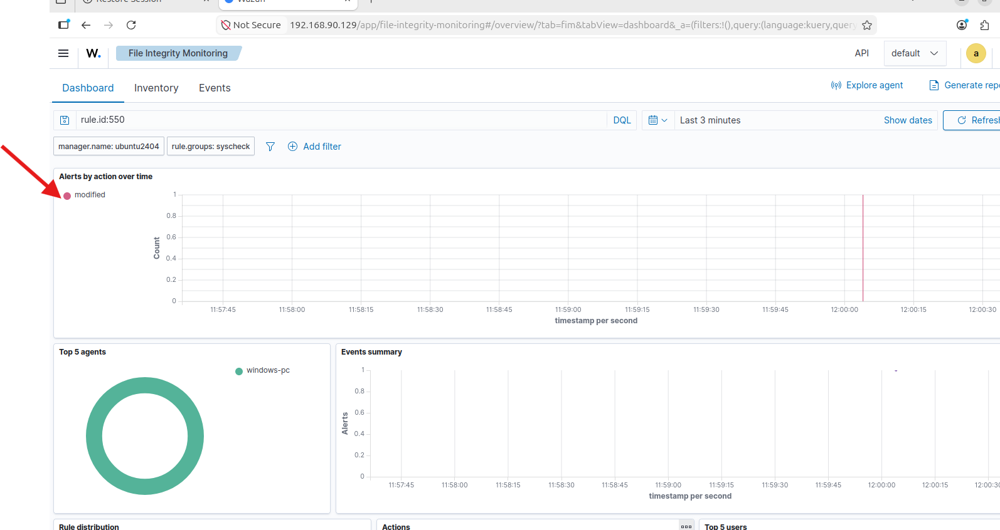 Restore Session
Wazuh
Not Secure 192.168.90.129/app/file-integrity-monitoring#/overview/?tab=fim&tabView=dashboard&_a=(filters:!(),query:(language:kuery,query
W. File Integrity Monitoring API default a
Dashboard Inventory Events Explore agent Generate repo
rule.id:550 DQL Last 3 minutes Show dates Refresh
manager.name: ubuntu2404 rule.groups: syscheck Add filter
Alerts by action over time
modified
Count
1
0.8
0.6
0.4
0.2
0
11:57:45 11:58:00 11:58:15 11:58:30 11:58:45 11:59:00 11:59:15 11:59:30 11:59:45 12:00:00 12:00:15 12:00:30
timestamp per second
Top 5 agents
windows-pc
Events summary
Alerts
1
0.8
0.6
0.4
0.2
0
11:57:45 11:58:00 11:58:15 11:58:30 11:58:45 11:59:00 11:59:15 11:59:30 11:59:45 12:00:00 12:00:15 12:00:30
timestamp per second
Rule distribution Actions Top 5 users